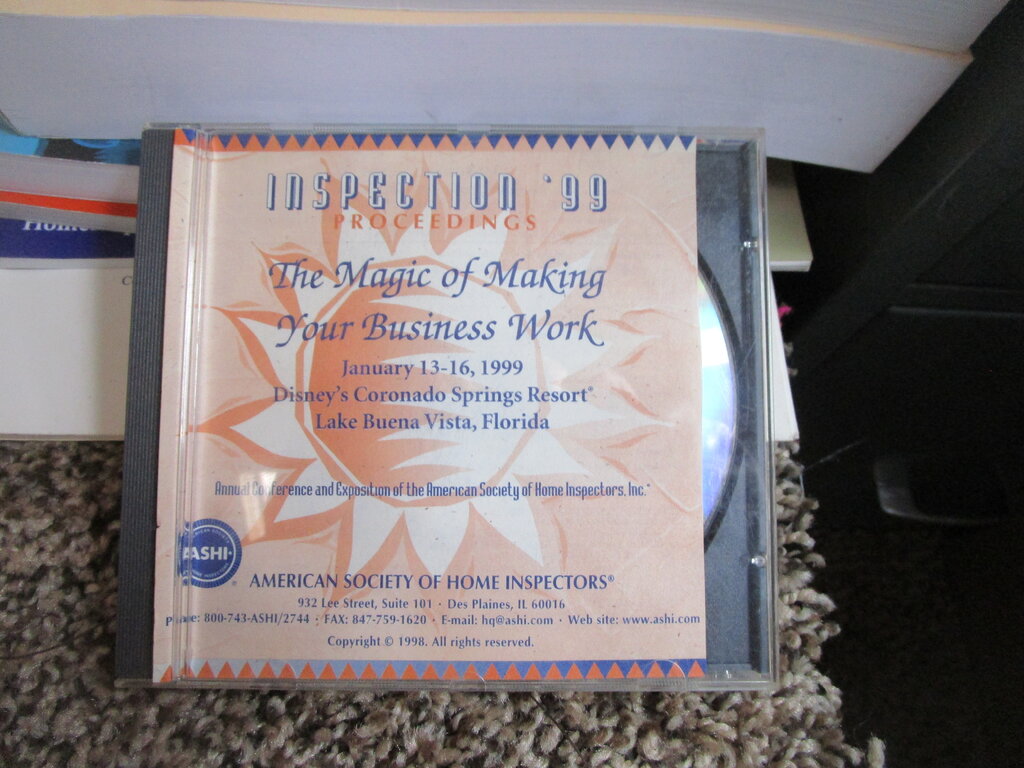 INSPECTION '99
PROCEEDINGS
The Magic of Making
Your Business Work
January 13-16, 1999
Disney's Coronado Springs Resort®
Lake Buena Vista, Florida
Annual Conference and Exposition of the American Society of Home Inspectors, Inc.®
ASHI®
AMERICAN SOCIETY OF HOME INSPECTORS®
932 Lee Street, Suite 101 · Des Plaines, IL 60016
Phone: 800-743-ASHI/2744 · FAX: 847-759-1620 · E-mail: hq@ashi.com · Web site: www.ashi.com
Copyright © 1998. All rights reserved.